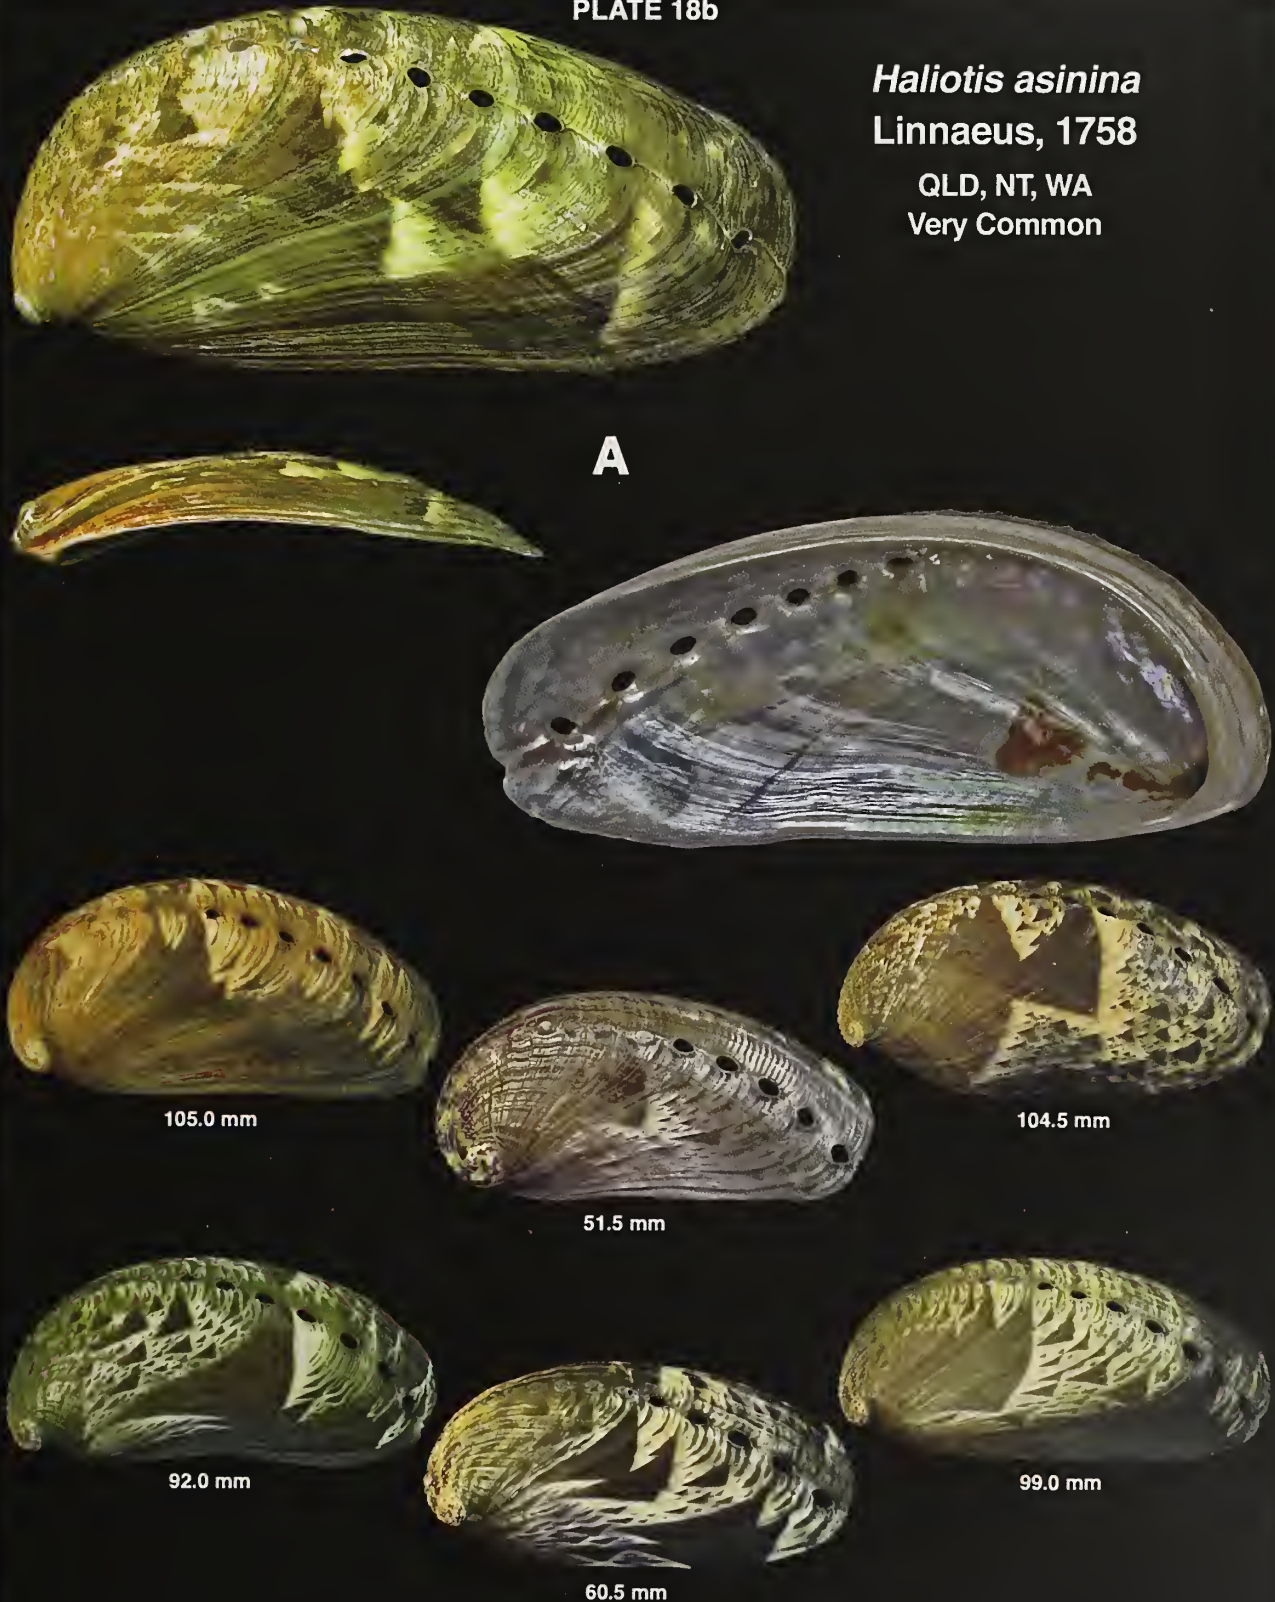 PLATE 18b
Haliotis asinina
Linnaeus, 1758
QLD, NT, WA
Very Common
A
105.0 mm
104.5 mm
51.5 mm
92.0 mm
99.0 mm
60.5 mm